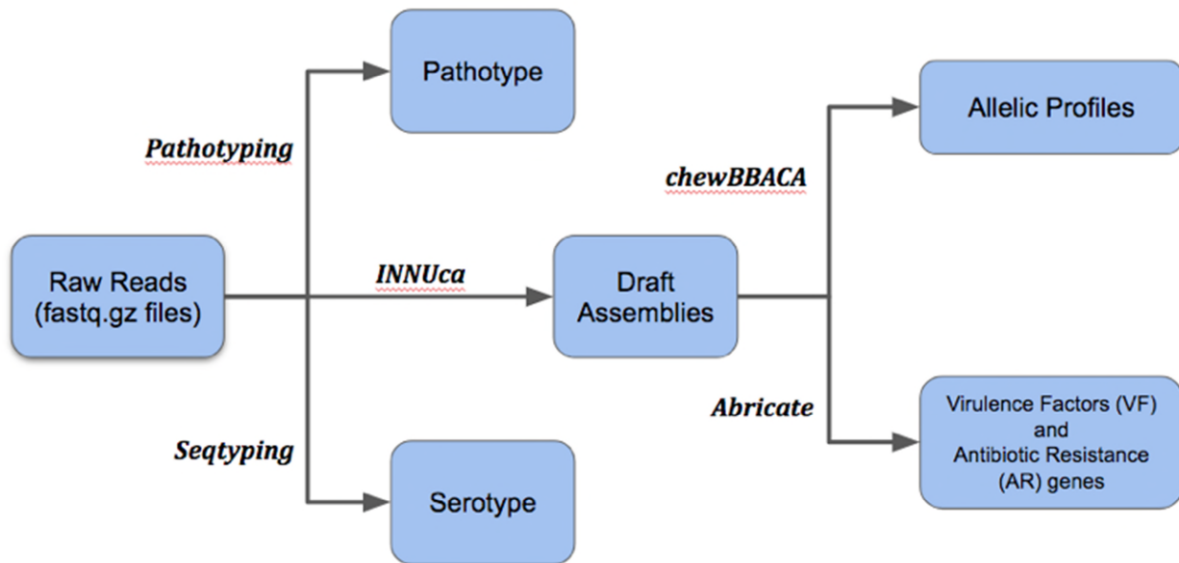 Pathotype
Allelic Profiles
Pathotyping
chewBBACA
Raw Reads
(fastq.gz files)
INNUca
Draft
Assemblies
Seqtyping
Abricate
Serotype
Virulence Factors (VF)
and
Antibiotic Resistance
(AR) genes